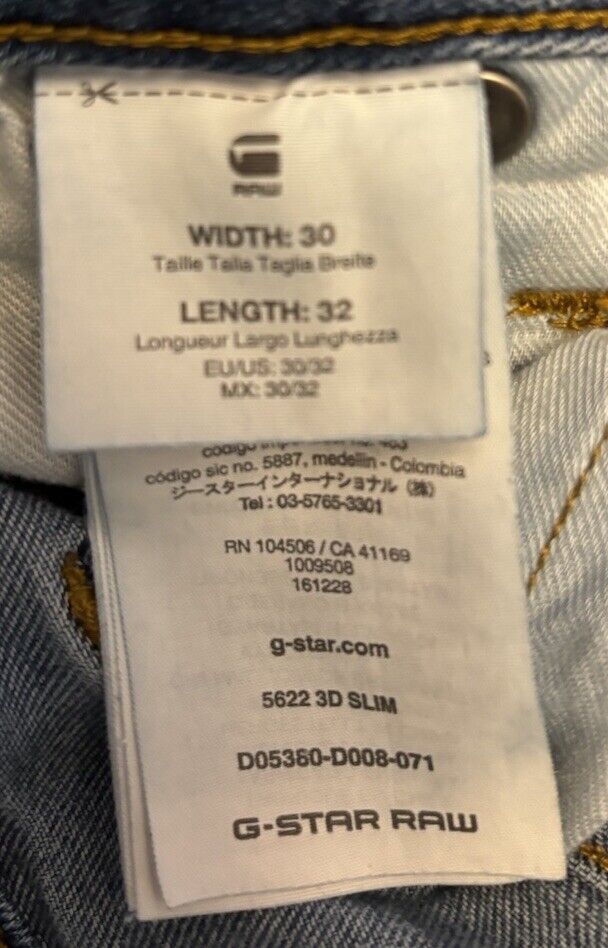 RAW
WIDTH: 30
Taille Talla Taglia Breite
LENGTH: 32
Longueur Largo Lunghezza
EU/US: 30/32
MX: 30/32
código
código sic no. 5887, medellin - Colombia
ジースターインターナショナル (株)
Tel : 03-5765-3301
RN 104506 / CA 41169
1009508
161228
g-star.com
5622 3D SLIM
D05380-D008-071
G-STAR RAW